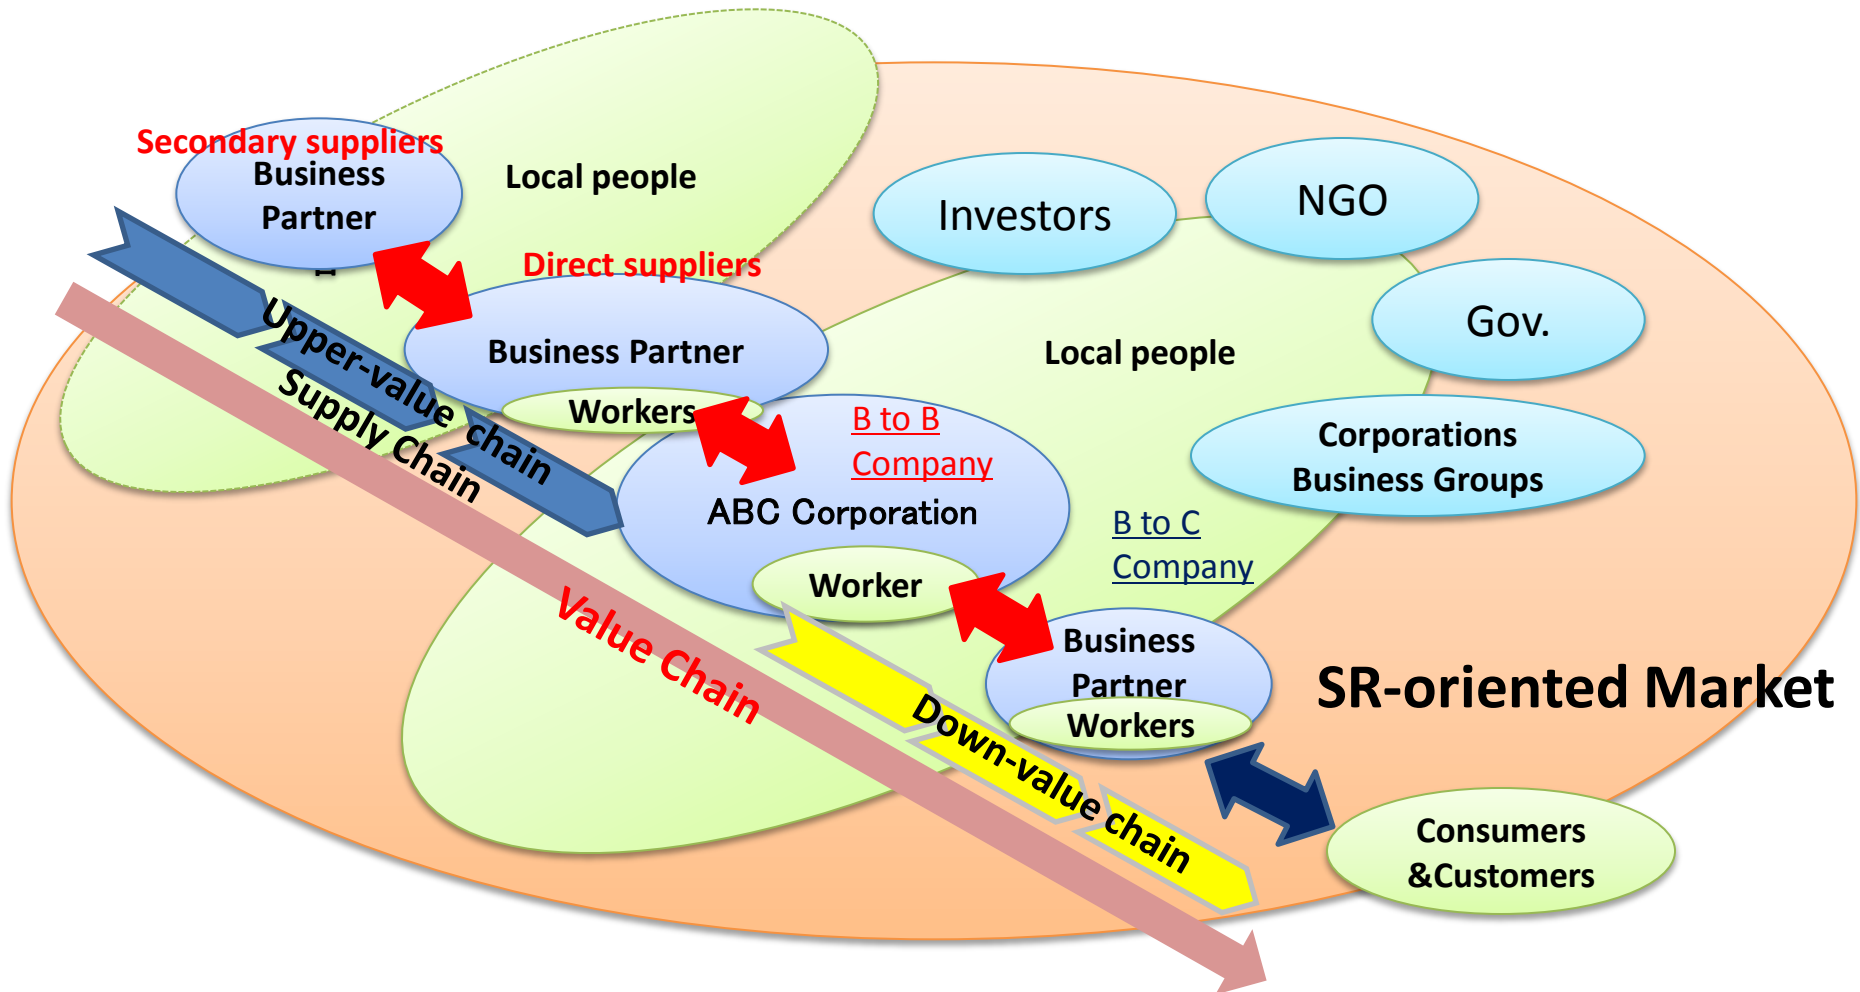 Secondary suppliers
Business
Partner
Local people
Investors
NGO
Direct suppliers
Gov.
Business Partner
Local people
Workers
Upper-value chain
Supply Chain
B to B
Company
Corporations
Business Groups
ABC Corporation
B to C
Company
Worker
Value Chain
Business
Partner
Workers
SR-oriented Market
Down-value chain
Consumers
&Customers